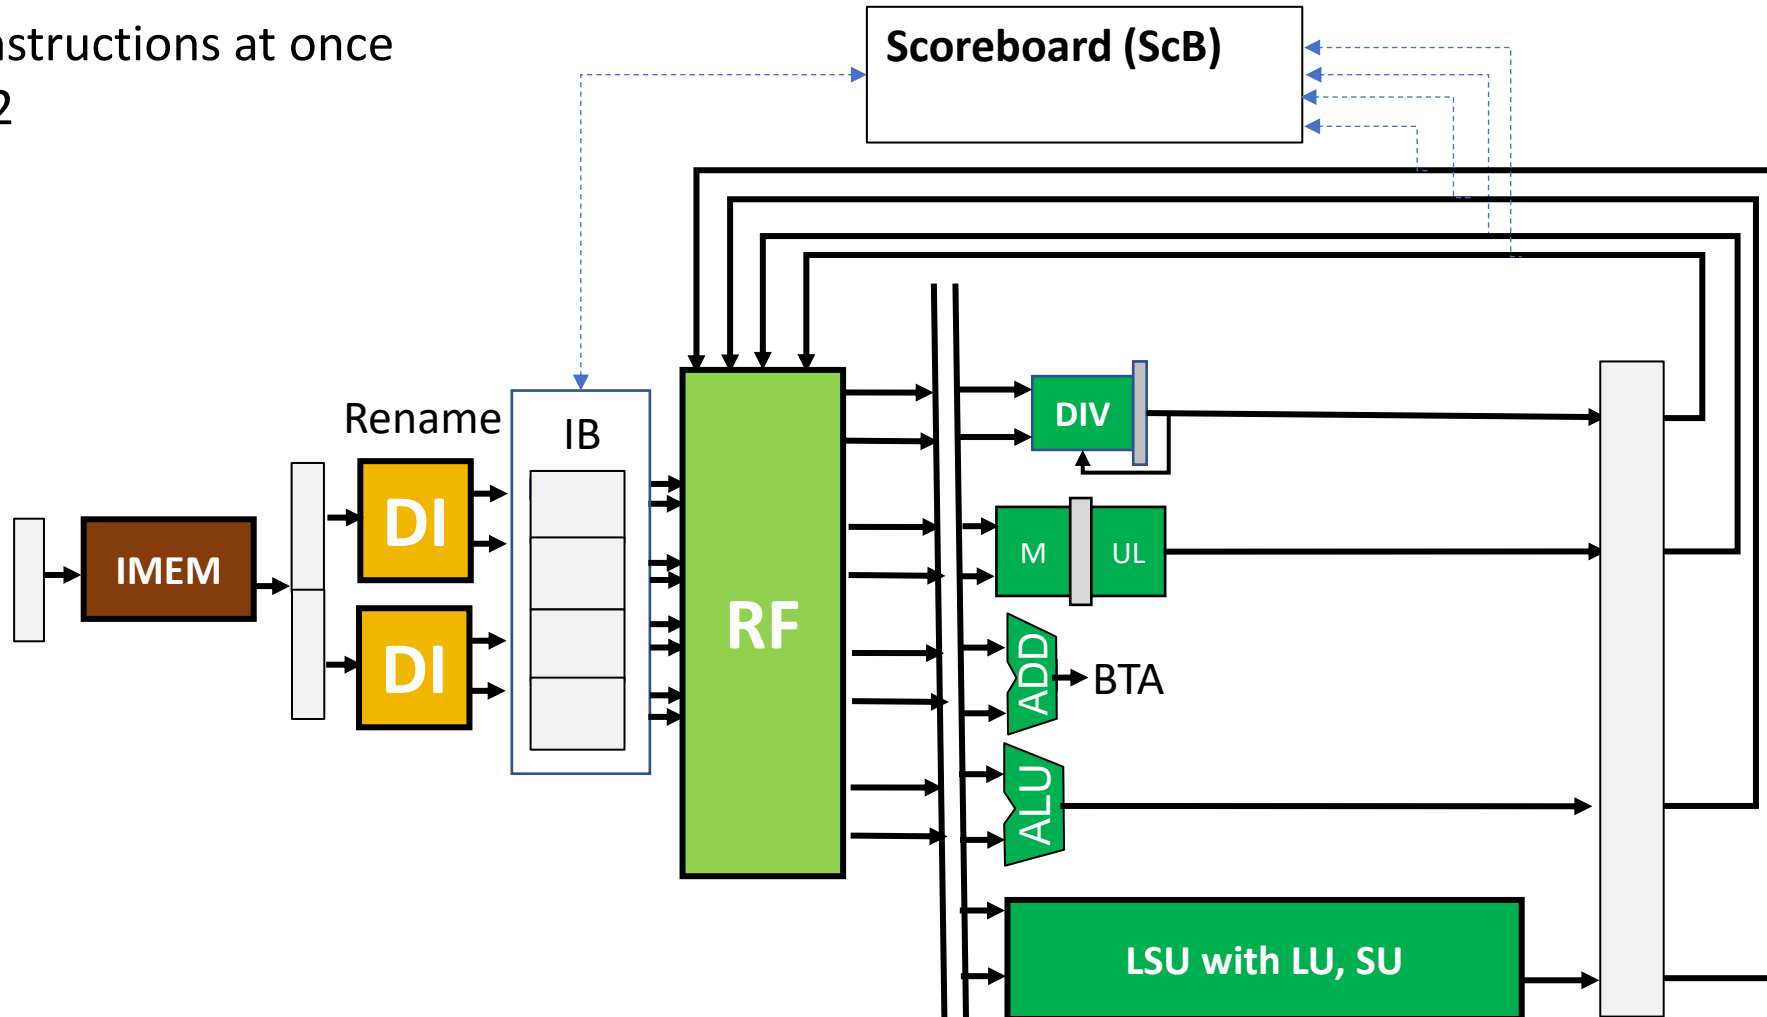 nstructions at once
2
Scoreboard (ScB)
Rename
IB
DI
DI
IMEM
RF
DIV
M
UL
ADD
BTA
ALU
LSU with LU, SU